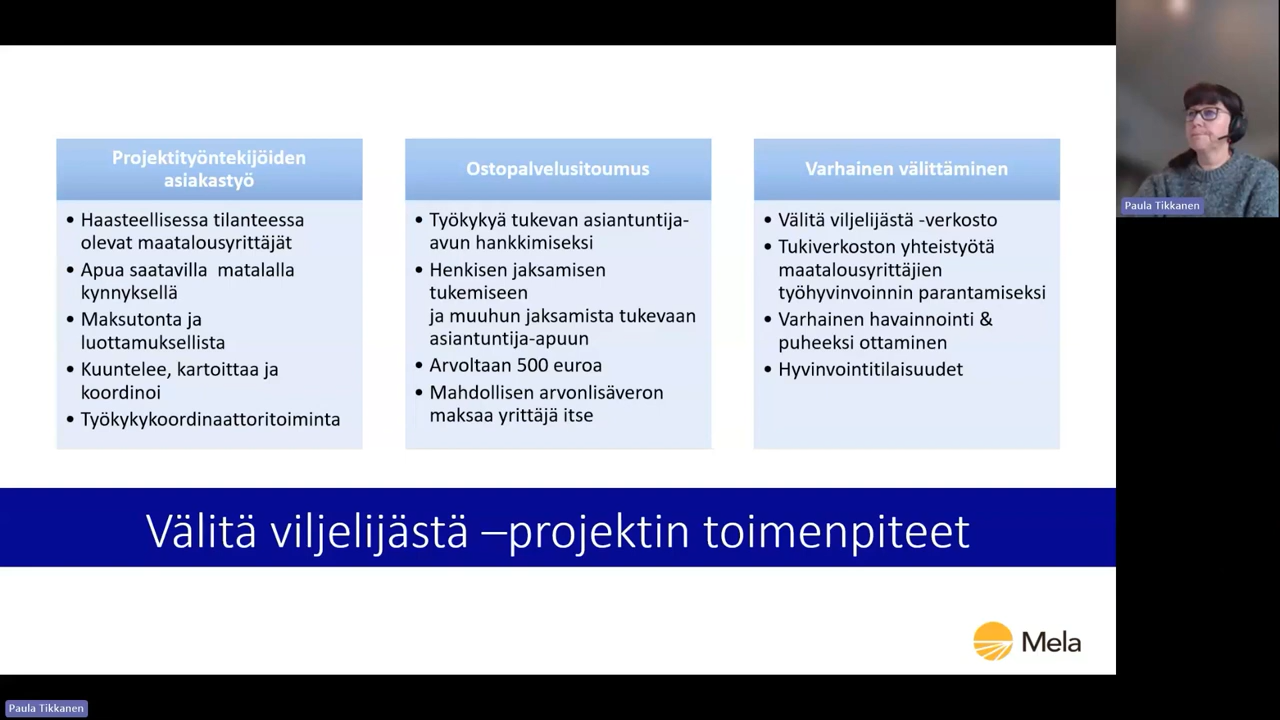 Projektityöntekijöiden
asiakastyö
• Haasteellisessa tilanteessa
olevat maatalousyrittäjät
• Apua saatavilla matalalla
kynnyksellä
• Maksutonta ja
luottamuksellista
• Kuuntelee, kartoittaa ja
koordinoi
• Työkykykoordinaattoritoiminta
Ostopalvelusitoumus
• Työkykyä tukevan asiantuntija-
avun hankkimiseksi
• Henkisen jaksamisen
tukemiseen
ja muuhun jaksamista tukevaan
asiantuntija-apuun
• Arvoltaan 500 euroa
• Mahdollisen arvonlisäveron
maksaa yrittäjä itse
Varhainen välittäminen
• Välitä viljelijästä -verkosto
• Tukiverkoston yhteistyötä
maatalousyrittäjien
työhyvinvoinnin parantamiseksi
• Varhainen havainnointi &
puheeksi ottaminen
• Hyvinvointitilaisuudet
Välitä viljelijästä –projektin toimenpiteet
Mela
Paula Tikkanen
Paula Tikkanen